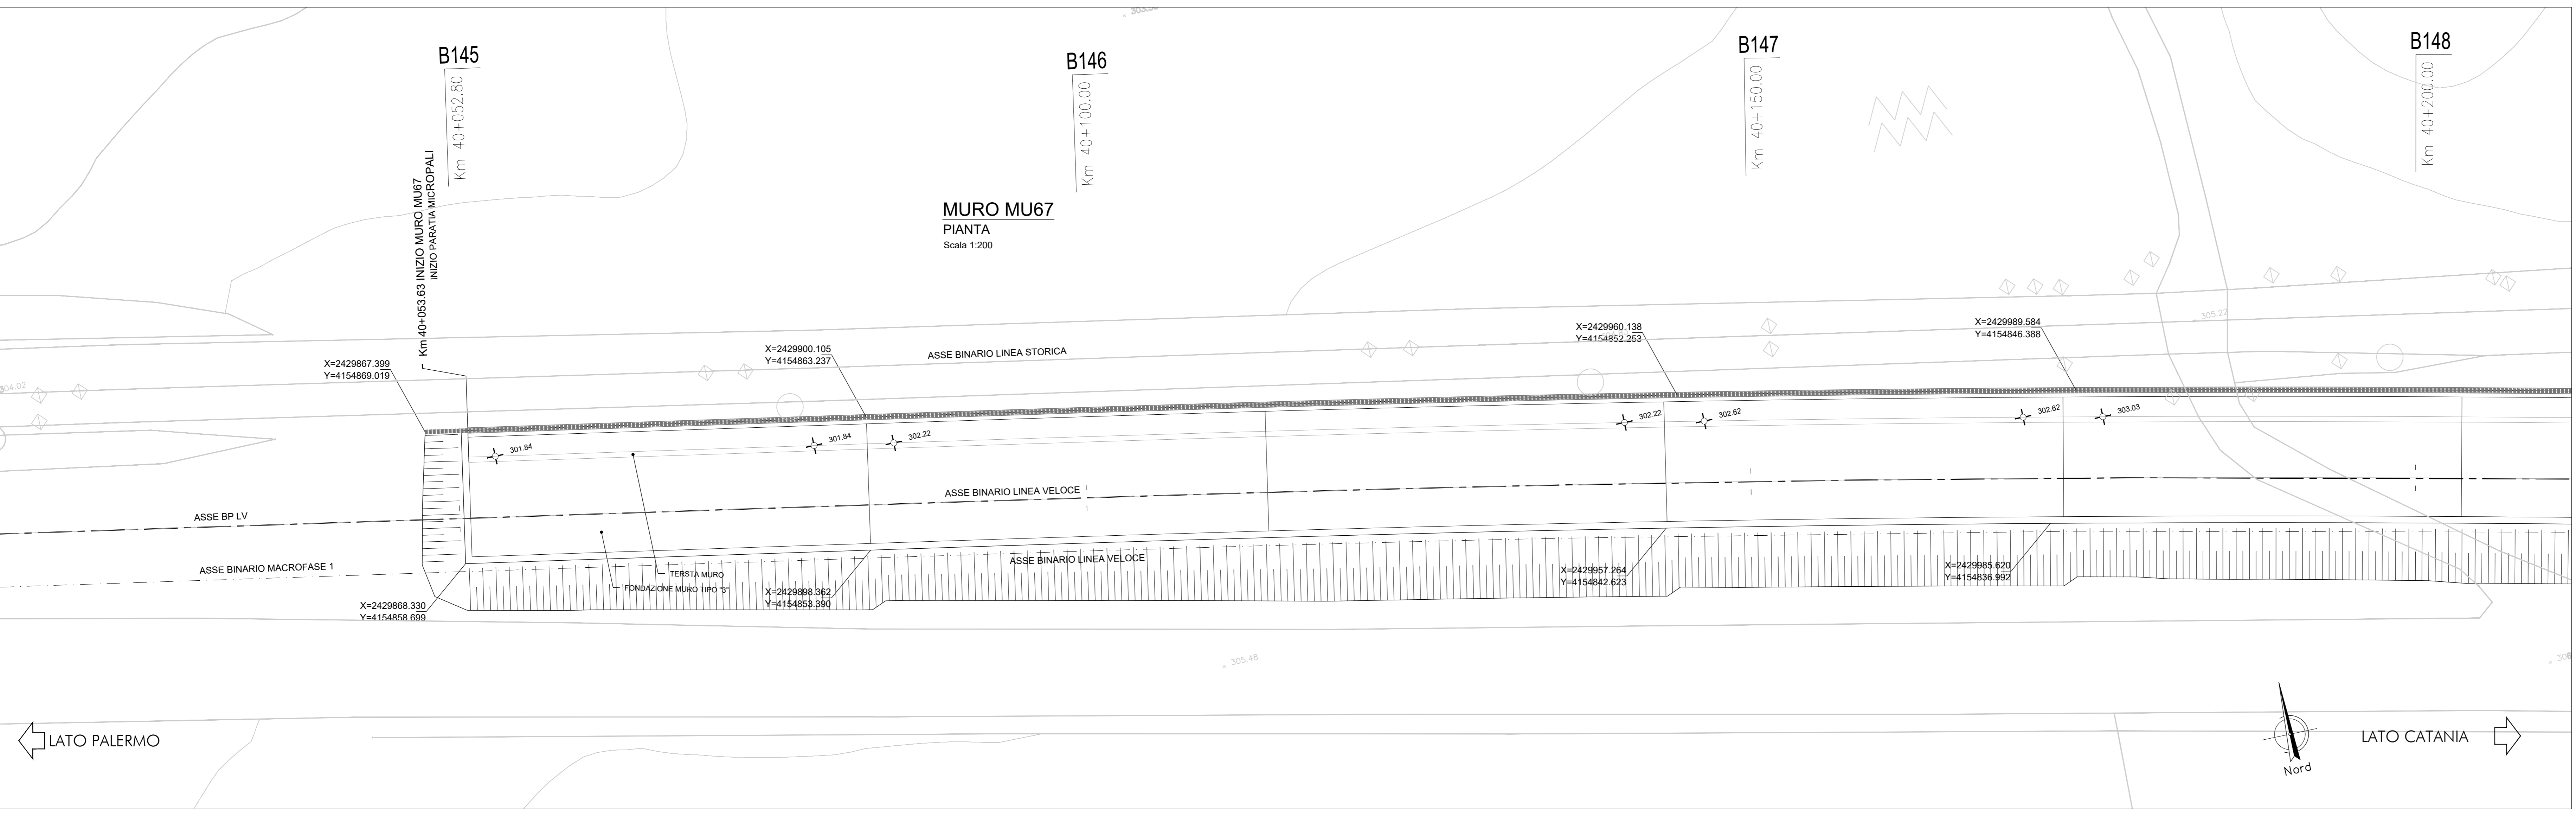 303.50
B145
Km 40+052.80
B146
Km 40+100.00
B147
Km 40+150.00
B148
Km 40+200.00
Km 40+053.63 INIZIO MURO MU67
INIZIO PARATIA MICROPALI
MURO MU67
PIANTA
Scala 1:200
305.22
X=2429867.399
Y=4154869.019
X=2429900.105
Y=4154863.237
ASSE BINARIO LINEA STORICA
X=2429960.138
Y=4154852.253
X=2429989.584
Y=4154846.388
304.02
301.84
301.84
302.22
302.22
302.62
302.62
303.03
ASSE BP LV
ASSE BINARIO LINEA VELOCE
ASSE BINARIO MACROFASE 1
ASSE BINARIO LINEA VELOCE
TERSTA MURO
FONDAZIONE MURO TIPO "3"
X=2429868.330
Y=4154858.699
X=2429898.362
Y=4154853.390
X=2429957.264
Y=4154842.623
X=2429985.620
Y=4154836.992
305.48
LATO PALERMO
Nord
LATO CATANIA